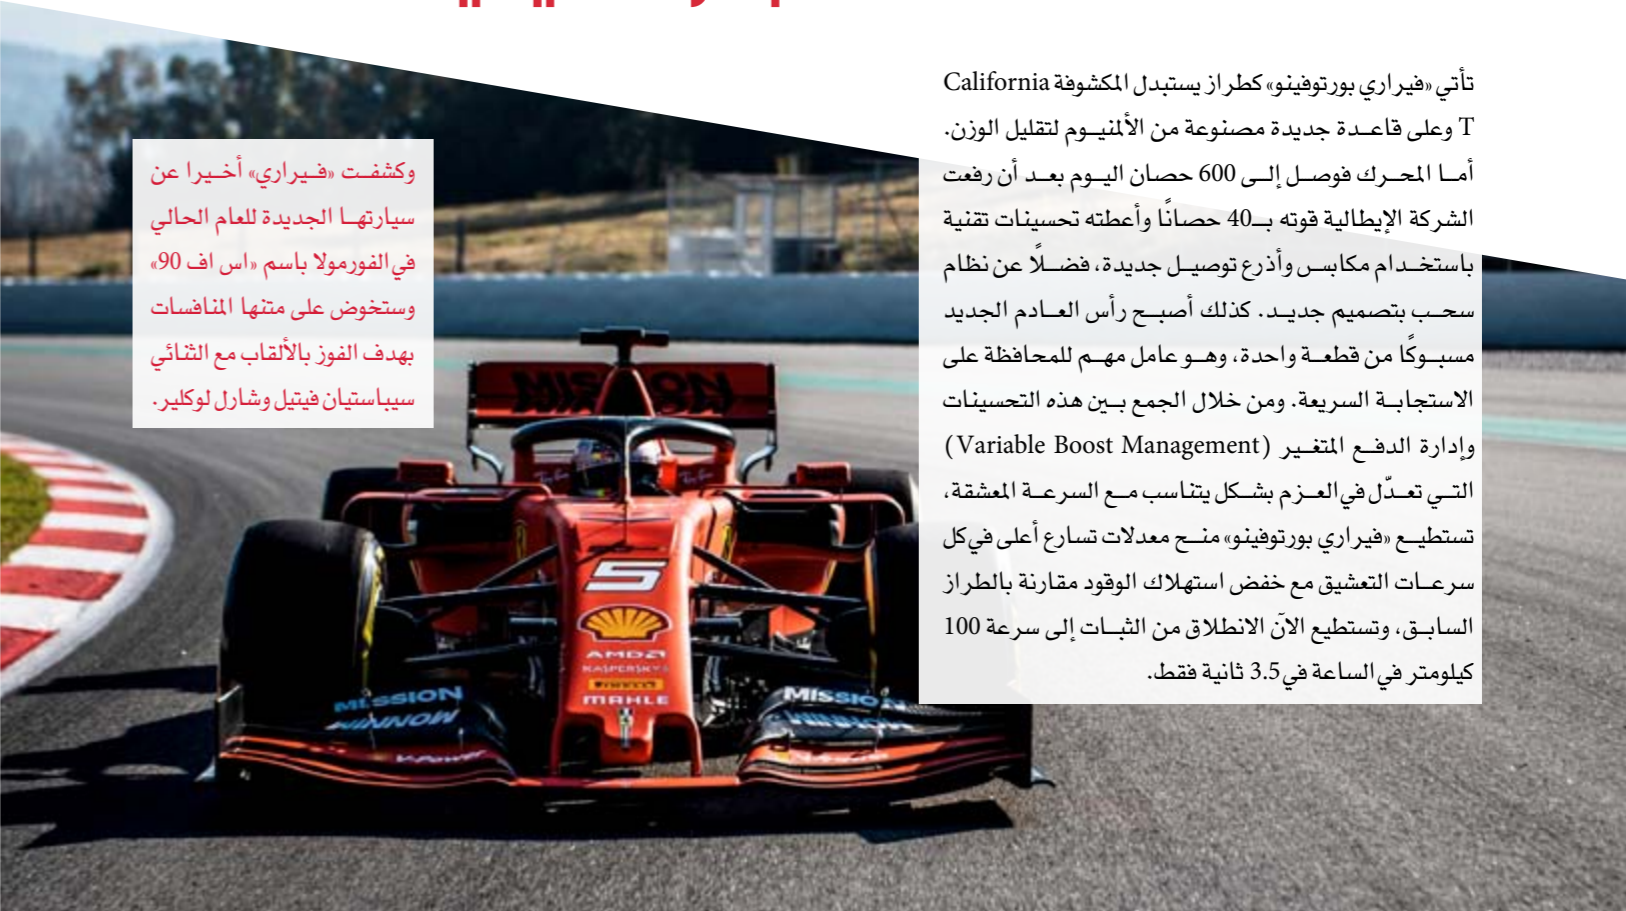 تأتي «فيراري بورتوفينو» كطراز يستبدل المكشوفة California
T وعلى قاعدة جديدة مصنوعة من الألمنيوم لتقليل الوزن.
أما المحرك فوصل إلى 600 حصان اليوم بعد أن رفعت
الشركة الإيطالية قوته بـ40 حصانًا وأعطته تحسينات تقنية
باستخدام مكابس وأذرع توصيل جديدة، فضلًا عن نظام
سحب بتصميم جديد. كذلك أصبح رأس العادم الجديد
مسبوكًا من قطعة واحدة، وهو عامل مهم للمحافظة على
الاستجابة السريعة. ومن خلال الجمع بين هذه التحسينات
وإدارة الدفع المتغير (Variable Boost Management)
التي تعدّل في العزم بشكل يتناسب مع السرعة المعشقة،
تستطيع «فيراري بورتوفينو» منح معدلات تسارع أعلى في كل
سرعات التعشيق مع خفض استهلاك الوقود مقارنة بالطراز
السابق، وتستطيع الآن الانطلاق من الثبات إلى سرعة 100
كيلومتر في الساعة في 3.5 ثانية فقط.
وكشفت «فيراري» أخيرا عن
سيارتها الجديدة للعام الحالي
في الفورمولا باسم «اس اف 90»
وستخوض على متنها المنافسات
بهدف الفوز بالألقاب مع الثنائي
سيباستيان فيتيل وشارل لوكلير.
5
AMD
KASPERSKY
MAHLE
MISSION
WINNOW
MISSION
V-Power